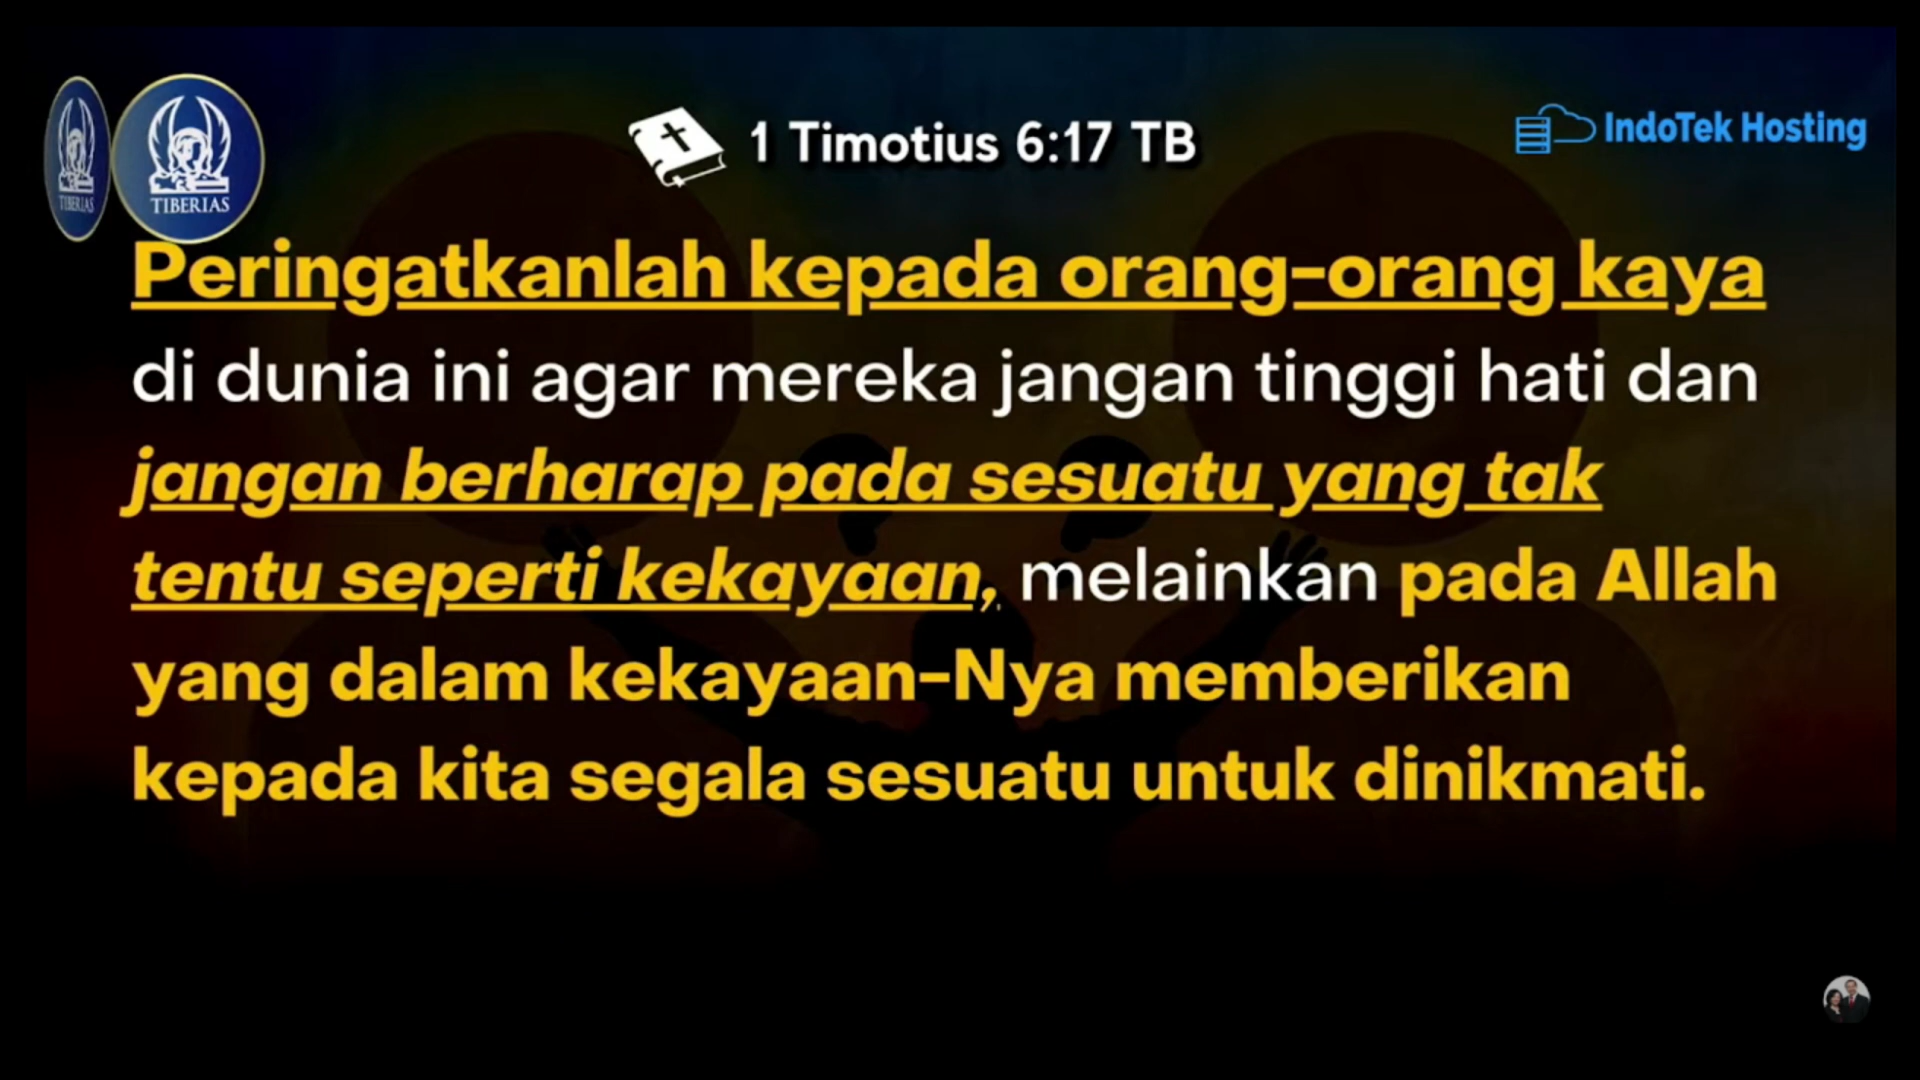 TIBERIAS
TIBERIAS
1 Timotius 6:17 TB
IndoTek Hosting
Peringatkanlah kepada orang-orang kaya
di dunia ini agar mereka jangan tinggi hati dan
jangan berharap pada sesuatu yang tak
tentu seperti kekayaan, melainkan pada Allah
yang dalam kekayaan-Nya memberikan
kepada kita segala sesuatu untuk dinikmati.